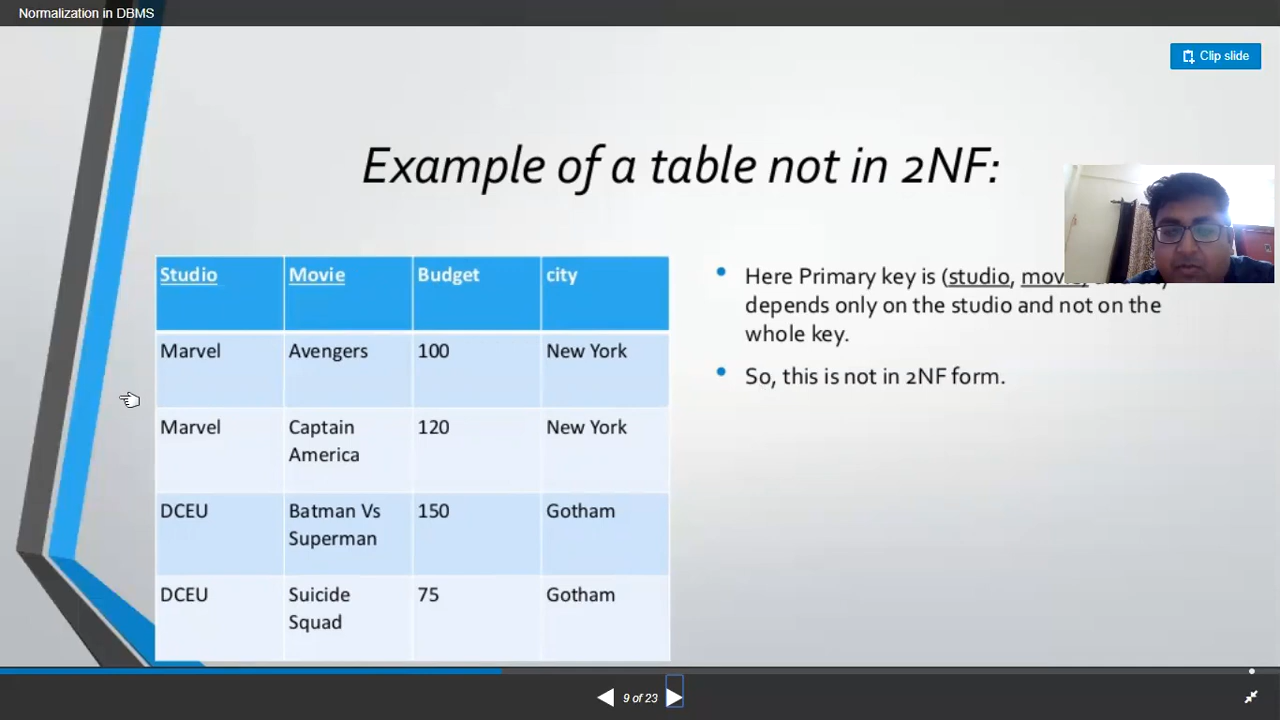 Normalization in DBMS
Clip slide
Example of a table not in 2NF:
Studio Movie Budget city
Marvel Avengers 100 New York
Marvel Captain America 120 New York
DCEU Batman Vs Superman 150 Gotham
DCEU Suicide Squad 75 Gotham
• Here Primary key is (studio,
depends only on the studio and not on the
whole key.
• So, this is not in 2NF form.
9 of 23